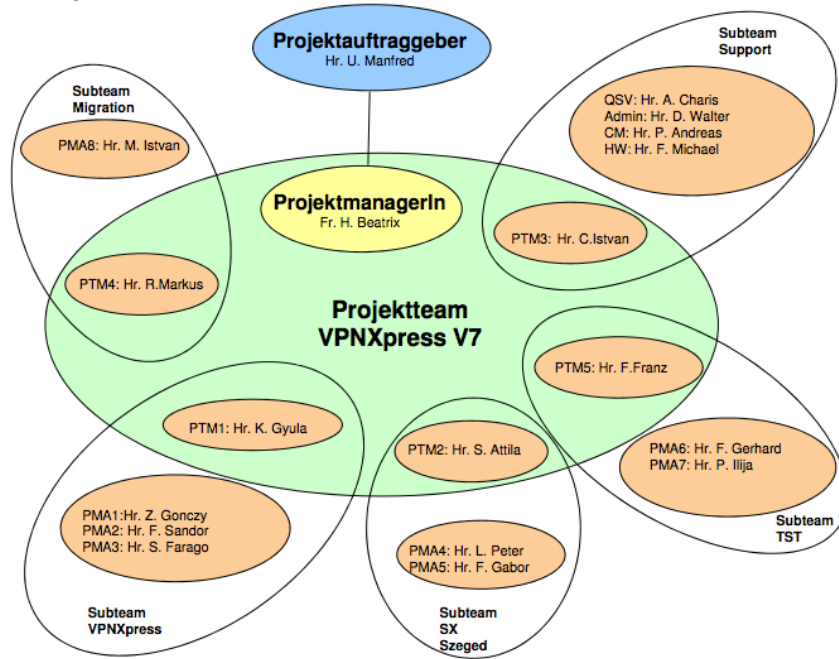 Projektauftraggeber
Hr. U. Manfred
Subteam
Support
Subteam
Migration
QSV: Hr. A. Charis
Admin: Hr. D. Walter
CM: Hr. P. Andreas
HW: Hr. F. Michael
PMA8: Hr. M. Istvan
ProjektmanagerIn
Fr. H. Beatrix
PTM3: Hr. C.Istvan
PTM4: Hr. R.Markus
Projektteam
VPNXpress V7
PTM5: Hr. F.Franz
PTM1: Hr. K. Gyula
PTM2: Hr. S. Attila
PMA6: Hr. F. Gerhard
PMA7: Hr. P. Ilija
PMA1:Hr. Z. Gonczy
PMA2: Hr. F. Sandor
PMA3: Hr. S. Farago
Subteam
TST
PMA4: Hr. L. Peter
PMA5: Hr. F. Gabor
Subteam
VPNXpress
Subteam
SX
Szeged